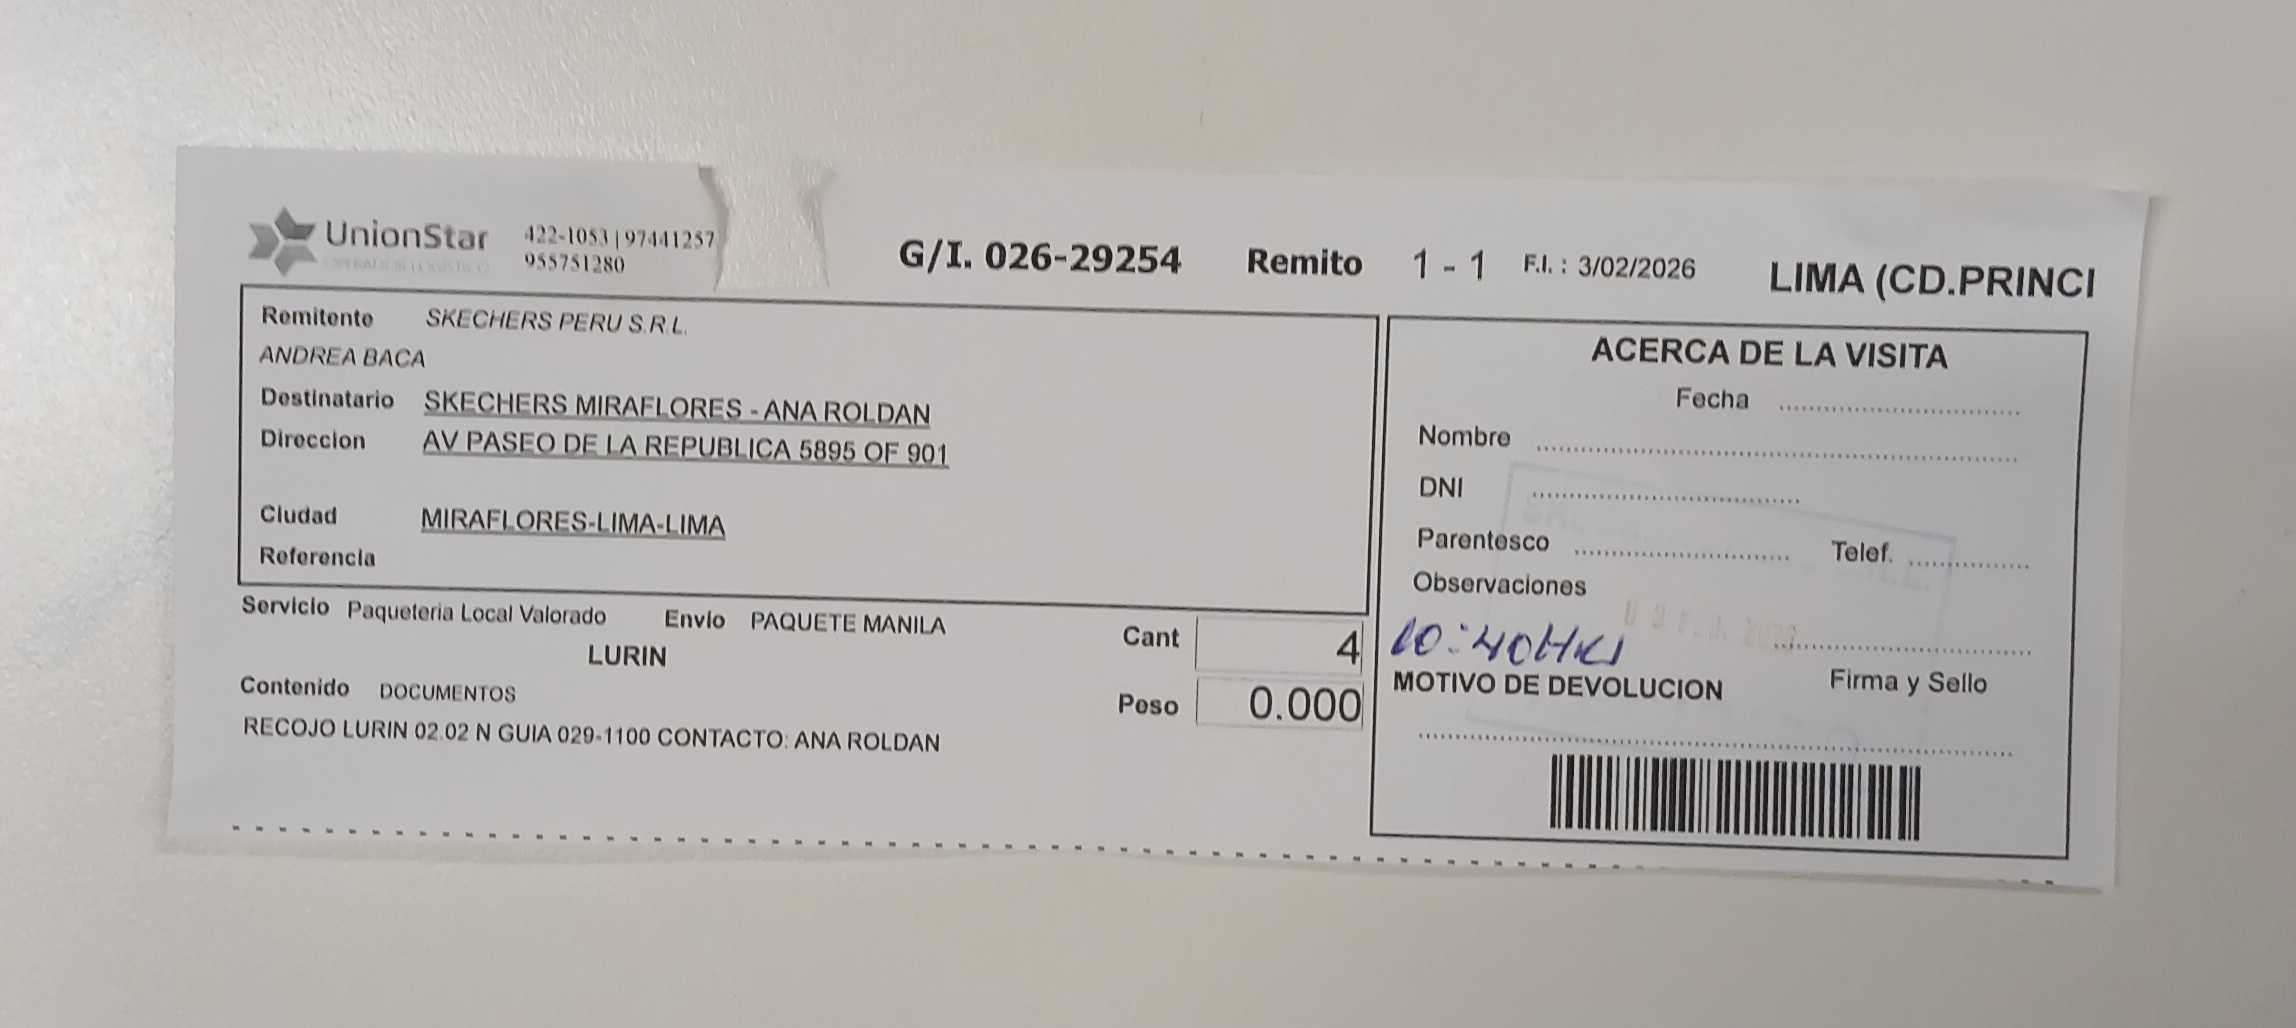 UnionStar
OPERADOR LOGISTICO
422-1053 | 97441257
955751280
G/I. 026-29254 Remito 1 - 1 F.I. : 3/02/2026 LIMA (CD.PRINCI
Remitente SKECHERS PERU S.R.L.
ANDREA BACA
Destinatario SKECHERS MIRAFLORES - ANA ROLDAN
Direccion AV PASEO DE LA REPUBLICA 5895 OF 901
Ciudad MIRAFLORES-LIMA-LIMA
Referencia
Servicio Paqueteria Local Valorado Envio PAQUETE MANILA
LURIN
Cant 4
Contenido DOCUMENTOS
Peso 0.000
RECOJO LURIN 02.02 N GUIA 029-1100 CONTACTO: ANA ROLDAN
ACERCA DE LA VISITA
Fecha
Nombre
DNI
Parentesco Telef.
Observaciones
10:40
Firma y Sello
MOTIVO DE DEVOLUCION